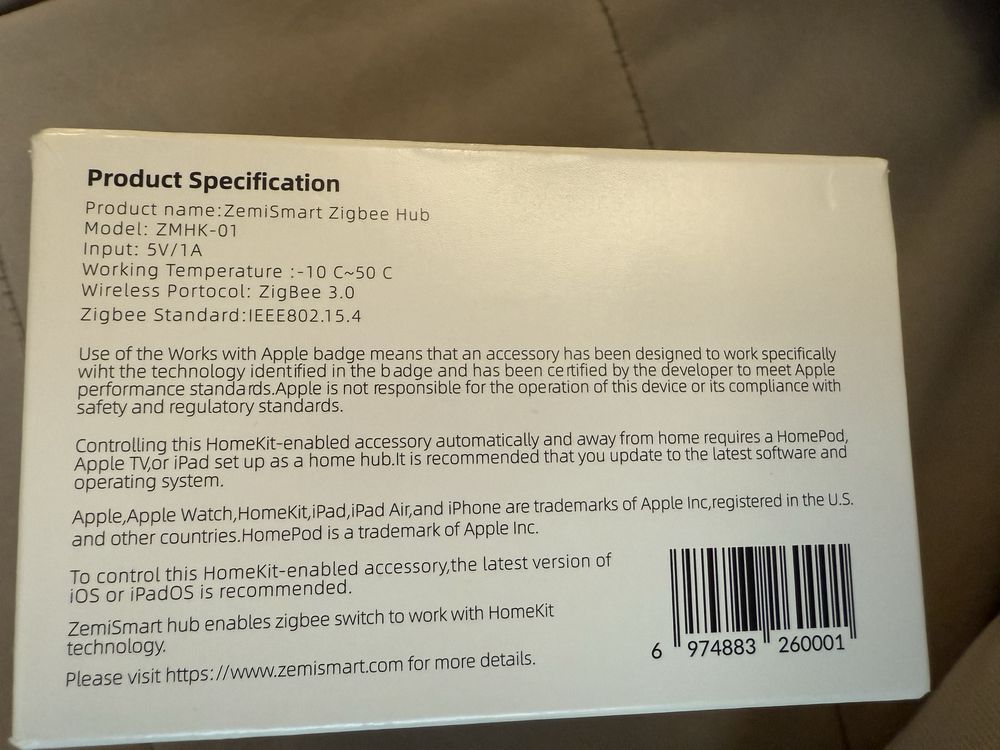 Product Specification
Product name:ZemiSmart Zigbee Hub
Model: ZMHK-01
Input: 5V/1A
Working Temperature :-10 C~50 C
Wireless Portocol: ZigBee 3.0
Zigbee Standard:IEEE802.15.4
Use of the Works with Apple badge means that an accessory has been designed to work specifically
wiht the technology identified in the badge and has been certified by the developer to meet Apple
performance standards.Apple is not responsible for the operation of this device or its compliance with
safety and regulatory standards.
Controlling this HomeKit-enabled accessory automatically and away from home requires a HomePod,
Apple TV,or iPad set up as a home hub.It is recommended that you update to the latest software and
operating system.
Apple,Apple Watch,HomeKit,iPad,iPad Air,and iPhone are trademarks of Apple Inc,registered in the U.S.
and other countries.HomePod is a trademark of Apple Inc.
To control this HomeKit-enabled accessory,the latest version of
iOS or iPadOS is recommended.
ZemiSmart hub enables zigbee switch to work with HomeKit
technology.
Please visit https://www.zemismart.com for more details.
6 974883 260001